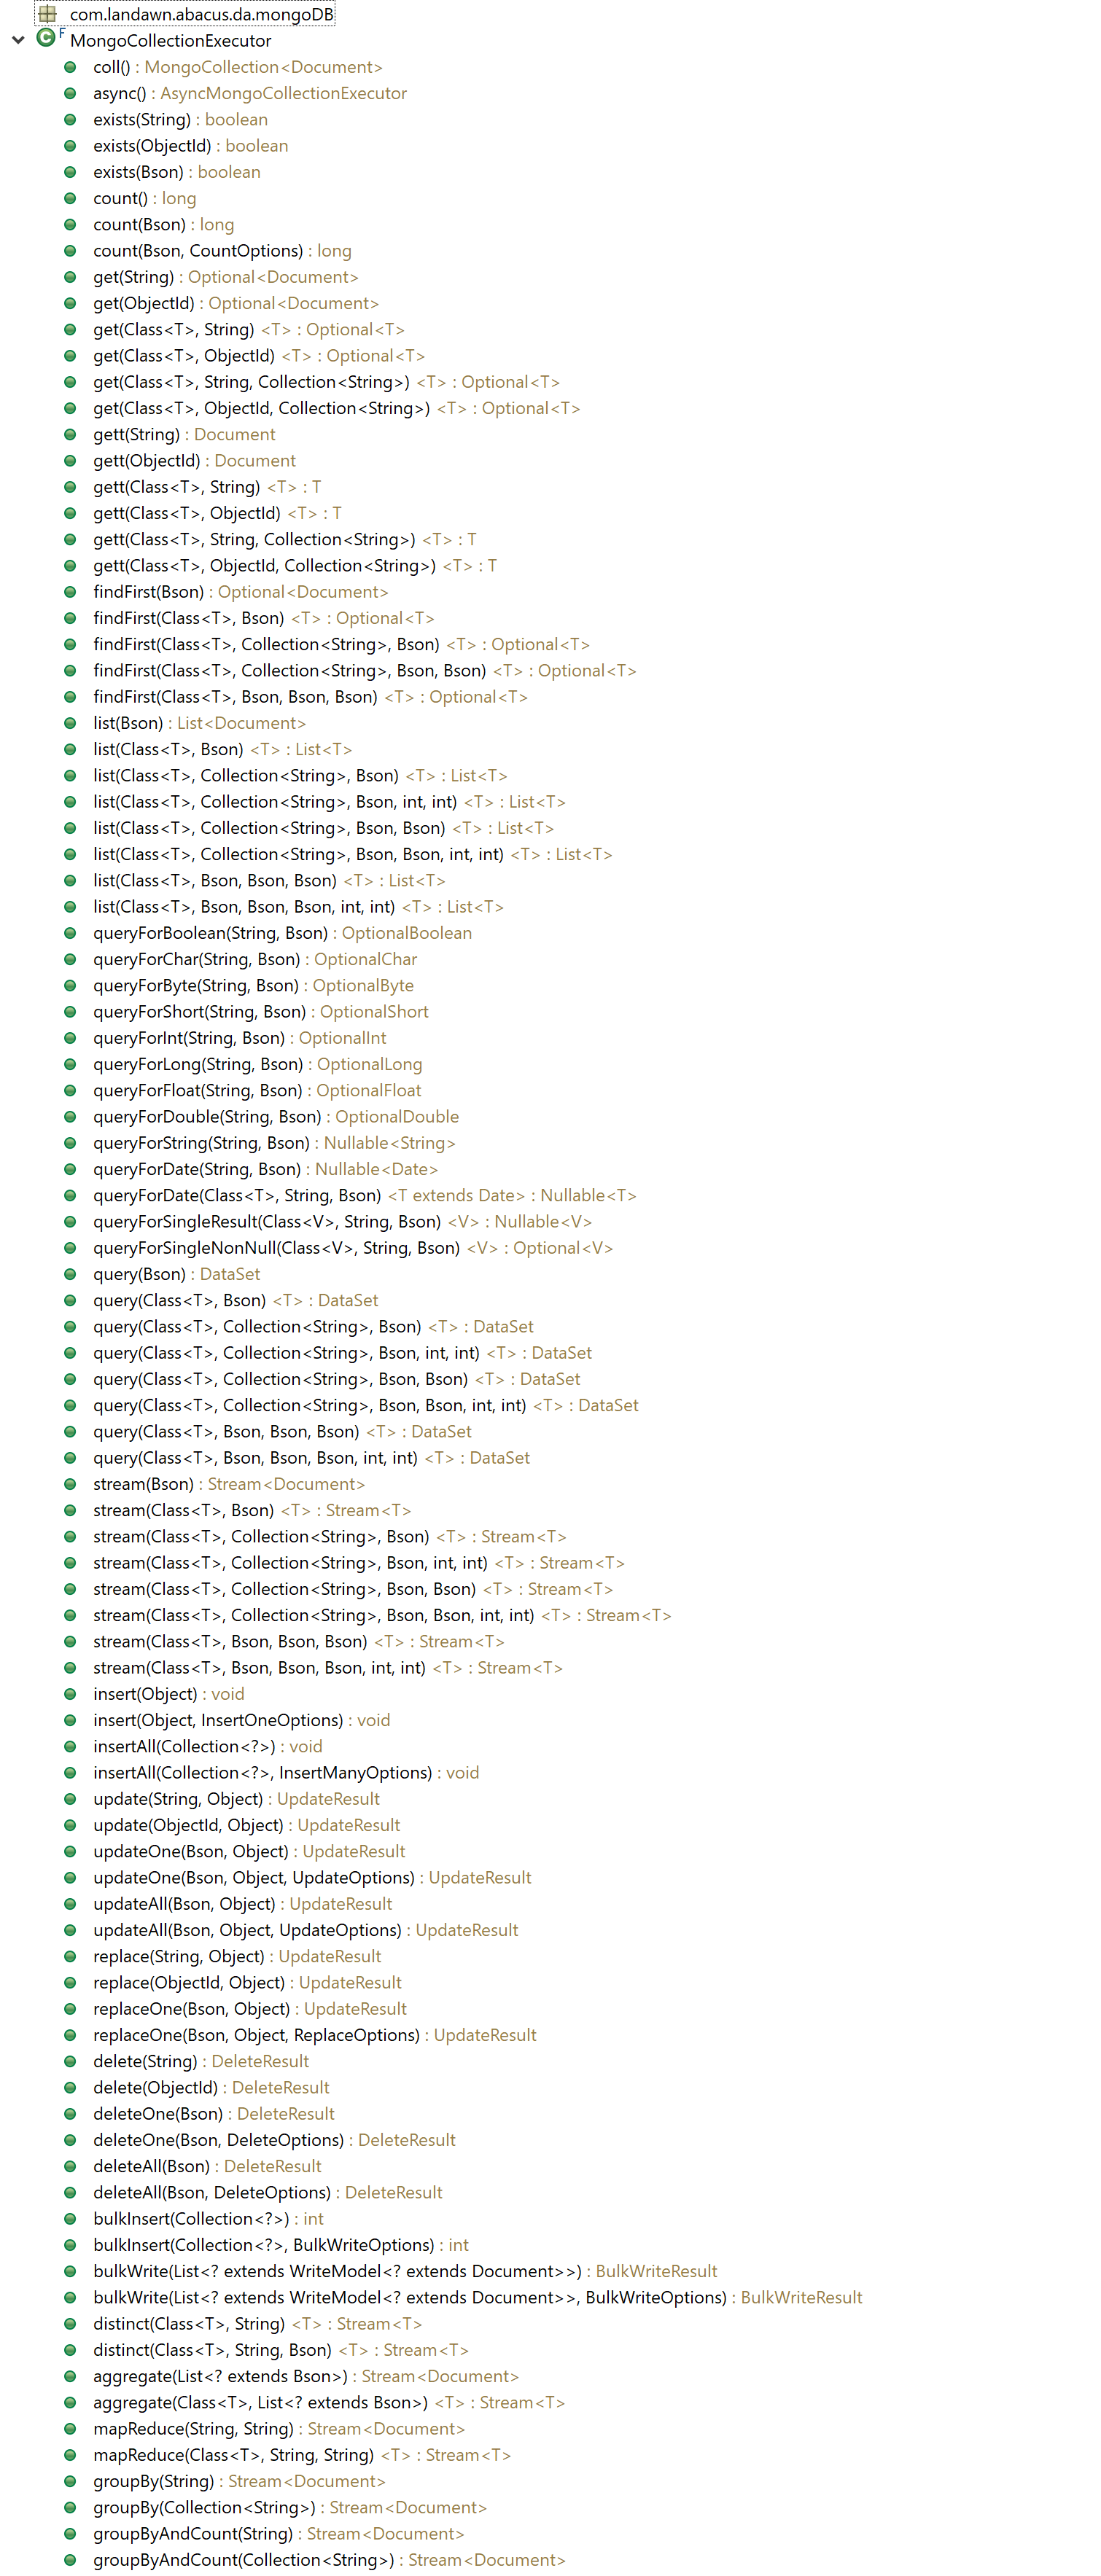 com.landawn.abacus.da.mongoDB
F MongoCollectionExecutor
coll() : MongoCollection<Document>
async() : AsyncMongoCollectionExecutor
exists(String) : boolean
exists(ObjectId) : boolean
exists(Bson) : boolean
count() : long
count(Bson) : long
count(Bson, CountOptions) : long
get(String) : Optional<Document>
get(ObjectId) : Optional<Document>
get(Class<T>, String) <T> : Optional<T>
get(Class<T>, ObjectId) <T> : Optional<T>
get(Class<T>, String, Collection<String>) <T> : Optional<T>
get(Class<T>, ObjectId, Collection<String>) <T> : Optional<T>
gett(String) : Document
gett(ObjectId) : Document
gett(Class<T>, String) <T> : T
gett(Class<T>, ObjectId) <T> : T
gett(Class<T>, String, Collection<String>) <T> : T
gett(Class<T>, ObjectId, Collection<String>) <T> : T
findFirst(Bson) : Optional<Document>
findFirst(Class<T>, Bson) <T> : Optional<T>
findFirst(Class<T>, Collection<String>, Bson) <T> : Optional<T>
findFirst(Class<T>, Collection<String>, Bson, Bson) <T> : Optional<T>
findFirst(Class<T>, Bson, Bson, Bson) <T> : Optional<T>
list(Bson) : List<Document>
list(Class<T>, Bson) <T> : List<T>
list(Class<T>, Collection<String>, Bson) <T> : List<T>
list(Class<T>, Collection<String>, Bson, int, int) <T> : List<T>
list(Class<T>, Collection<String>, Bson, Bson) <T> : List<T>
list(Class<T>, Collection<String>, Bson, Bson, int, int) <T> : List<T>
list(Class<T>, Bson, Bson, Bson) <T> : List<T>
list(Class<T>, Bson, Bson, Bson, int, int) <T> : List<T>
queryForBoolean(String, Bson) : OptionalBoolean
queryForChar(String, Bson) : OptionalChar
queryForByte(String, Bson) : OptionalByte
queryForShort(String, Bson) : OptionalShort
queryForInt(String, Bson) : OptionalInt
queryForLong(String, Bson) : OptionalLong
queryForFloat(String, Bson) : OptionalFloat
queryForDouble(String, Bson) : OptionalDouble
queryForString(String, Bson) : Nullable<String>
queryForDate(String, Bson) : Nullable<Date>
queryForDate(Class<T>, String, Bson) <T extends Date> : Nullable<T>
queryForSingleResult(Class<V>, String, Bson) <V> : Nullable<V>
queryForSingleNonNull(Class<V>, String, Bson) <V> : Optional<V>
query(Bson) : DataSet
query(Class<T>, Bson) <T> : DataSet
query(Class<T>, Collection<String>, Bson) <T> : DataSet
query(Class<T>, Collection<String>, Bson, int, int) <T> : DataSet
query(Class<T>, Collection<String>, Bson, Bson) <T> : DataSet
query(Class<T>, Collection<String>, Bson, Bson, int, int) <T> : DataSet
query(Class<T>, Bson, Bson, Bson) <T> : DataSet
query(Class<T>, Bson, Bson, Bson, int, int) <T> : DataSet
stream(Bson) : Stream<Document>
stream(Class<T>, Bson) <T> : Stream<T>
stream(Class<T>, Collection<String>, Bson) <T> : Stream<T>
stream(Class<T>, Collection<String>, Bson, int, int) <T> : Stream<T>
stream(Class<T>, Collection<String>, Bson, Bson) <T> : Stream<T>
stream(Class<T>, Collection<String>, Bson, Bson, int, int) <T> : Stream<T>
stream(Class<T>, Bson, Bson, Bson) <T> : Stream<T>
stream(Class<T>, Bson, Bson, Bson, int, int) <T> : Stream<T>
insert(Object) : void
insert(Object, InsertOneOptions) : void
insertAll(Collection<?>) : void
insertAll(Collection<?>, InsertManyOptions) : void
update(String, Object) : UpdateResult
update(ObjectId, Object) : UpdateResult
updateOne(Bson, Object) : UpdateResult
updateOne(Bson, Object, UpdateOptions) : UpdateResult
updateAll(Bson, Object) : UpdateResult
updateAll(Bson, Object, UpdateOptions) : UpdateResult
replace(String, Object) : UpdateResult
replace(ObjectId, Object) : UpdateResult
replaceOne(Bson, Object) : UpdateResult
replaceOne(Bson, Object, ReplaceOptions) : UpdateResult
delete(String) : DeleteResult
delete(ObjectId) : DeleteResult
deleteOne(Bson) : DeleteResult
deleteOne(Bson, DeleteOptions) : DeleteResult
deleteAll(Bson) : DeleteResult
deleteAll(Bson, DeleteOptions) : DeleteResult
bulkInsert(Collection<?>) : int
bulkInsert(Collection<?>, BulkWriteOptions) : int
bulkWrite(List<? extends WriteModel<? extends Document>>) : BulkWriteResult
bulkWrite(List<? extends WriteModel<? extends Document>>, BulkWriteOptions) : BulkWriteResult
distinct(Class<T>, String) <T> : Stream<T>
distinct(Class<T>, String, Bson) <T> : Stream<T>
aggregate(List<? extends Bson>) : Stream<Document>
aggregate(Class<T>, List<? extends Bson>) <T> : Stream<T>
mapReduce(String, String) : Stream<Document>
mapReduce(Class<T>, String, String) <T> : Stream<T>
groupBy(String) : Stream<Document>
groupBy(Collection<String>) : Stream<Document>
groupByAndCount(String) : Stream<Document>
groupByAndCount(Collection<String>) : Stream<Document>